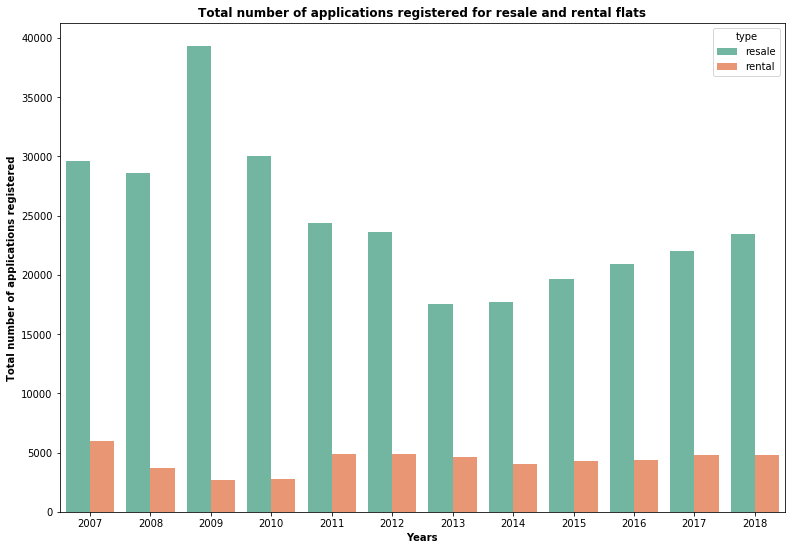 Total number of applications registered for resale and rental flats
type
resale
rental
Total number of applications registered
40000
35000
30000
25000
20000
15000
10000
5000
0
2007 2008 2009 2010 2011 2012 2013 2014 2015 2016 2017 2018
Years